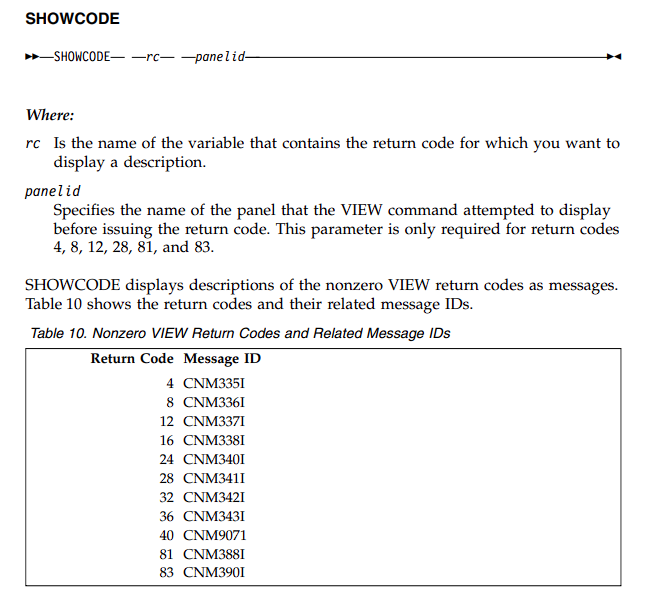 SHOWCODE
▶▶—SHOWCODE— —rc— —panelid—▶◀
Where:
rc Is the name of the variable that contains the return code for which you want to
display a description.
panelid
Specifies the name of the panel that the VIEW command attempted to display
before issuing the return code. This parameter is only required for return codes
4, 8, 12, 28, 81, and 83.
SHOWCODE displays descriptions of the nonzero VIEW return codes as messages.
Table 10 shows the return codes and their related message IDs.
Table 10. Nonzero VIEW Return Codes and Related Message IDs
Return Code Message ID
4 CNM335I
8 CNM336I
12 CNM337I
16 CNM338I
24 CNM340I
28 CNM341I
32 CNM342I
36 CNM343I
40 CNM9071
81 CNM388I
83 CNM390I